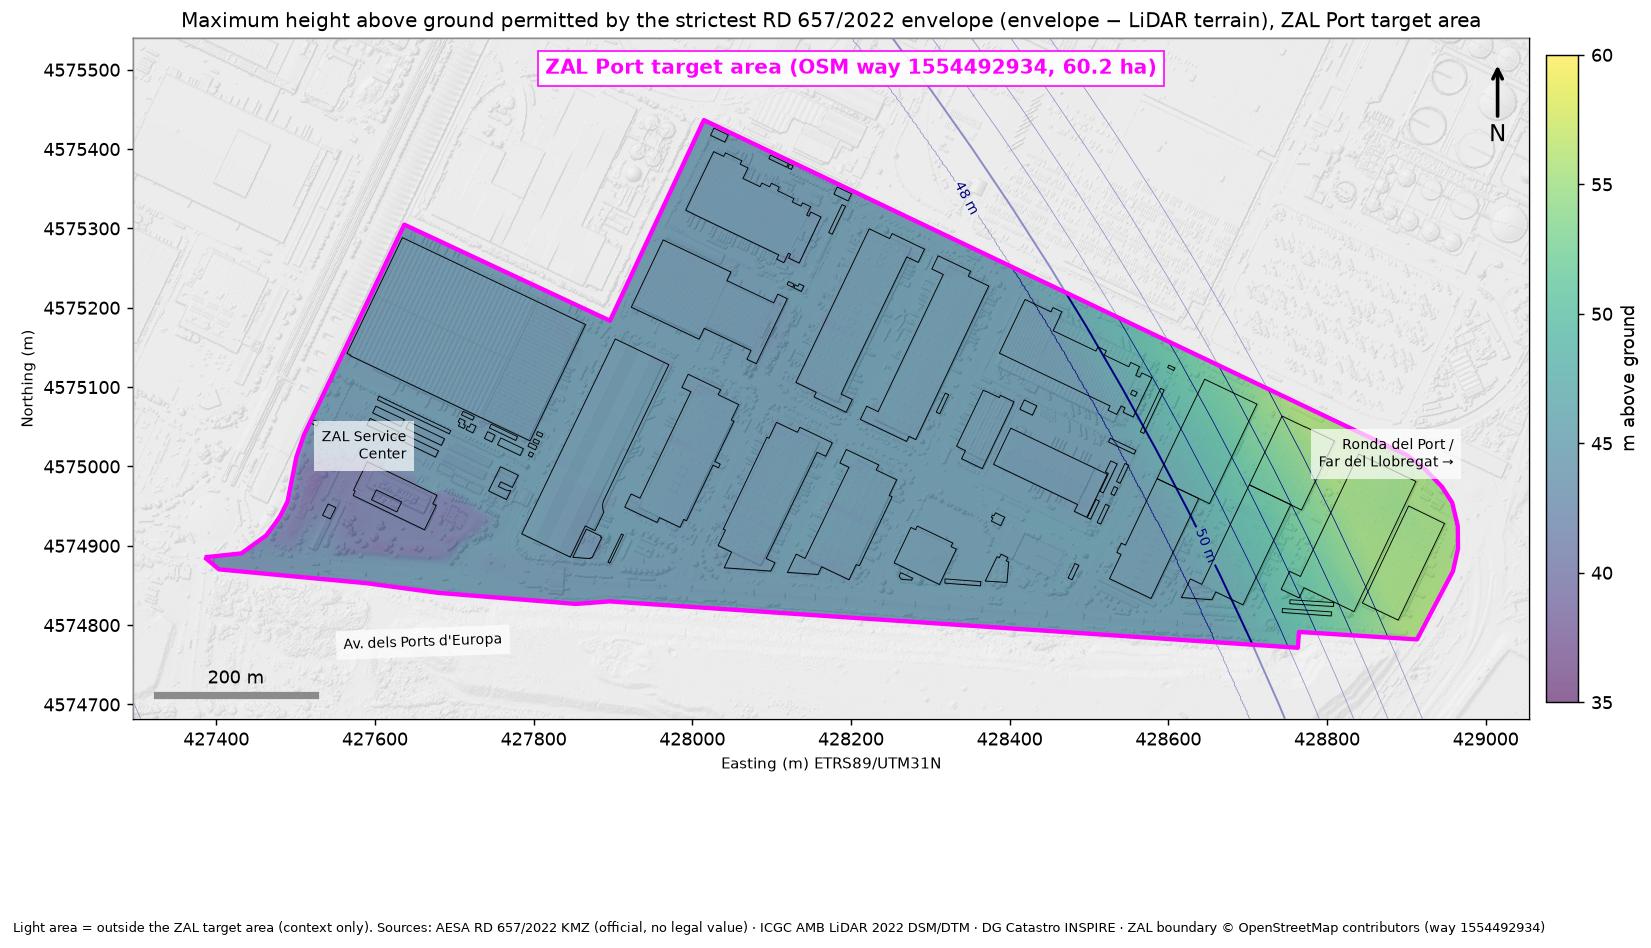 Maximum height above ground permitted by the strictest RD 657/2022 envelope (envelope − LiDAR terrain), ZAL Port target area
ZAL Port target area (OSM way 1554492934, 60.2 ha)
N
48 m
50 m
ZAL Service
Center
Ronda del Port /
Far del Llobregat →
Av. dels Ports d'Europa
200 m
4575500
4575400
4575300
4575200
4575100
4575000
4574900
4574800
4574700
Northing (m)
427400
427600
427800
428000
428200
428400
428600
428800
429000
Easting (m) ETRS89/UTM31N
60
55
50
45
40
35
m above ground
Light area = outside the ZAL target area (context only). Sources: AESA RD 657/2022 KMZ (official, no legal value) · ICGC AMB LiDAR 2022 DSM/DTM · DG Catastro INSPIRE · ZAL boundary © OpenStreetMap contributors (way 1554492934)